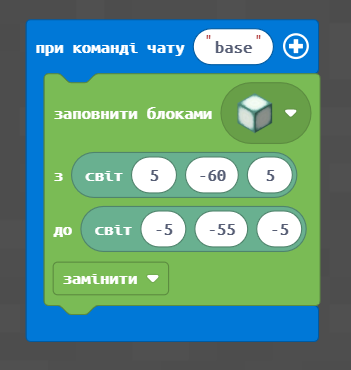 при команді чату "base"
заповнити блоками
з світ 5 -60 5
до світ -5 -55 -5
замінити